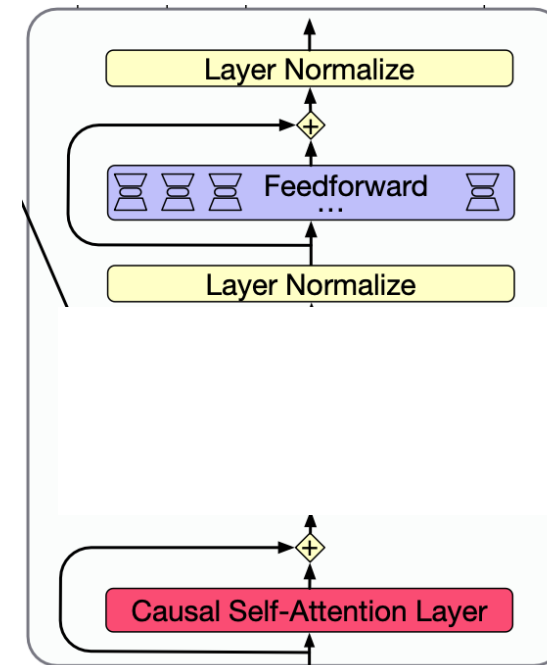 Layer Normalize
+
Feedforward
...
Layer Normalize
+
Causal Self-Attention Layer